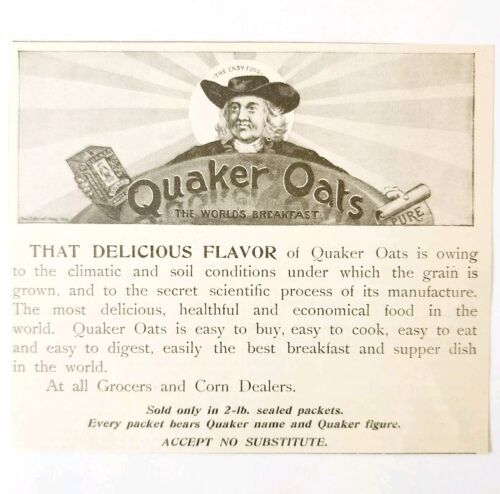 THE EASY FOOD
Quaker Oats
THE WORLD'S BREAKFAST
PURE
THAT DELICIOUS FLAVOR of Quaker Oats is owing
to the climatic and soil conditions under which the grain is
grown, and to the secret scientific process of its manufacture.
The most delicious, healthful and economical food in the
world. Quaker Oats is easy to buy, easy to cook, easy to eat
and easy to digest, easily the best breakfast and supper dish
in the world.
At all Grocers and Corn Dealers.
Sold only in 2-lb. sealed packets.
Every packet bears Quaker name and Quaker figure.
ACCEPT NO SUBSTITUTE.